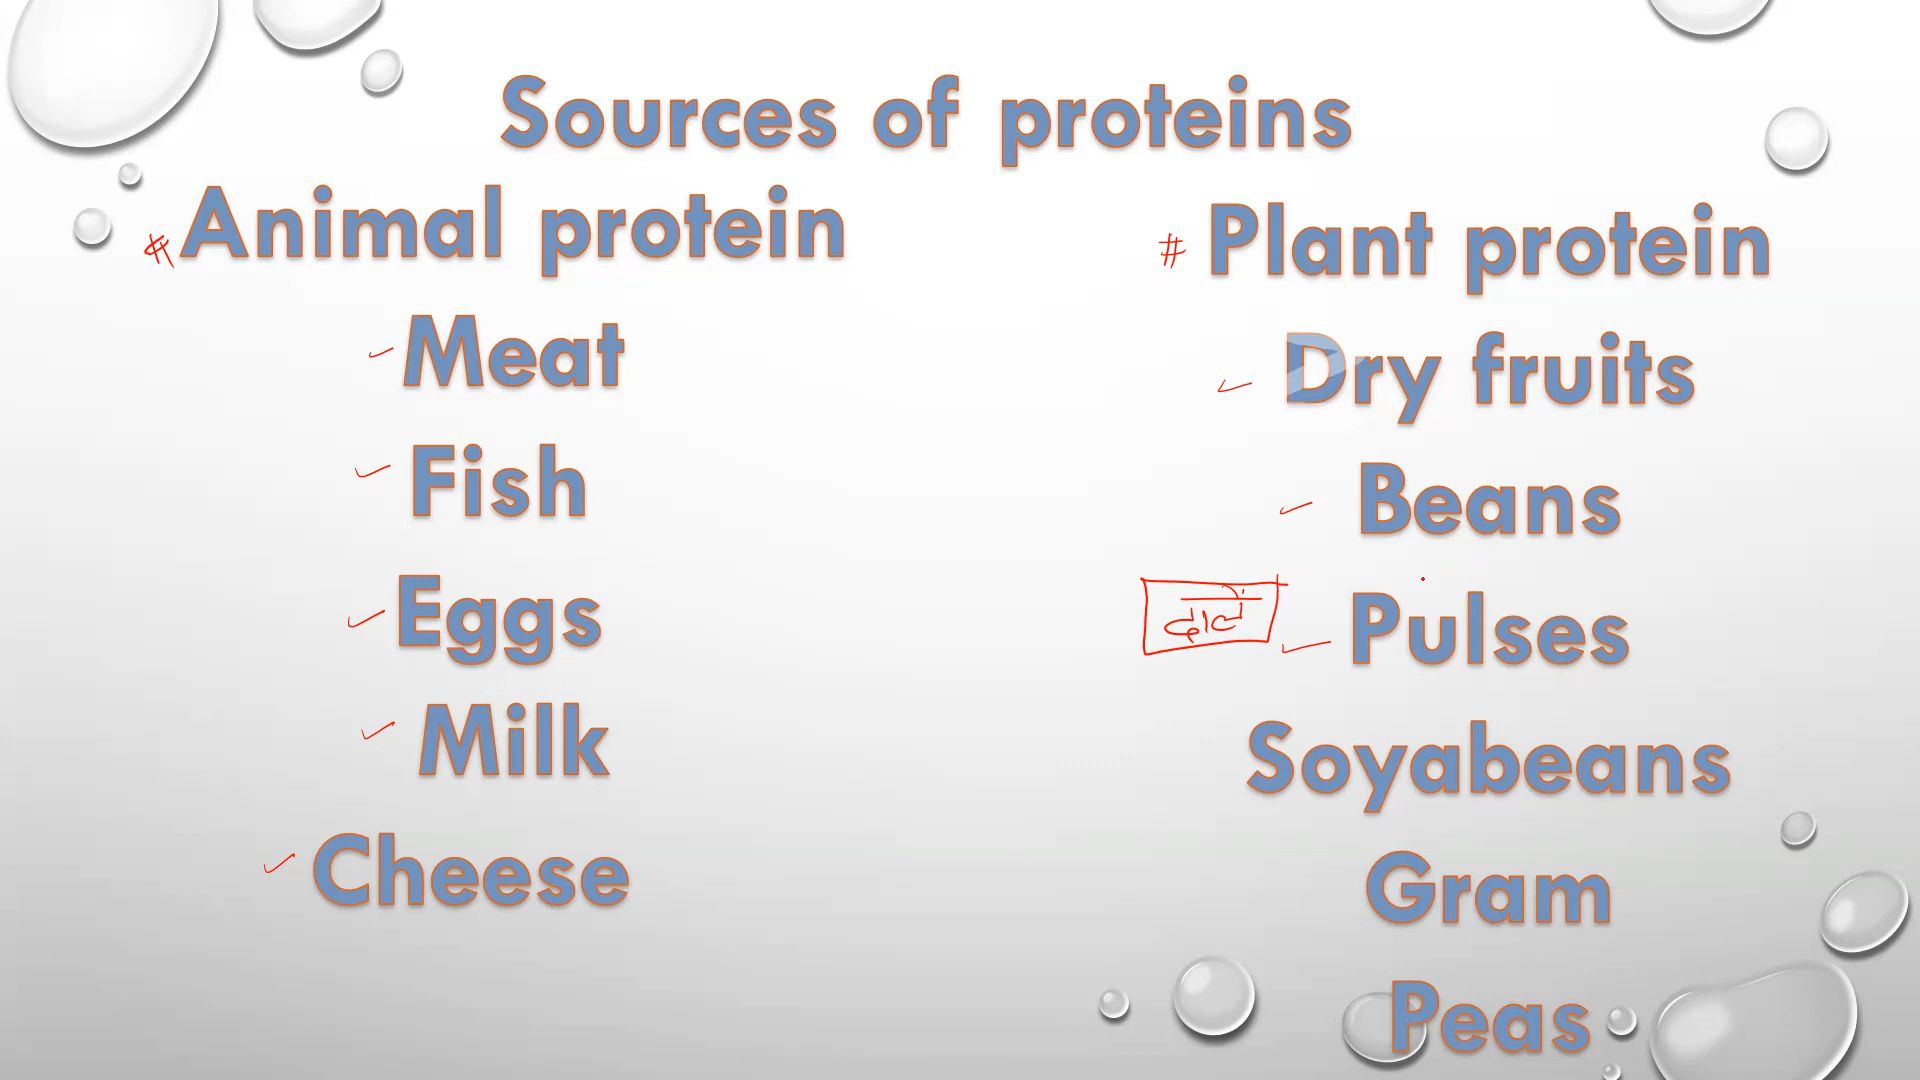 Sources of proteins
Animal protein
Meat
Fish
Eggs
Milk
Cheese
Plant protein
Dry fruits
Beans
Pulses
Soyabeans
Gram
Peas